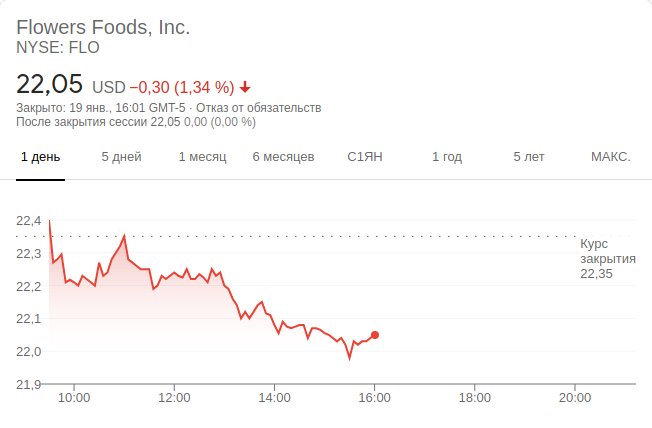 Flowers Foods, Inc.
NYSE: FLO
22,05 USD −0,30 (1,34 %)
Закрыто: 19 янв., 16:01 GMT-5 · Отказ от обязательств
После закрытия сессии 22,05 0,00 (0,00 %)
1 день 5 дней 1 месяц 6 месяцев С1ЯН 1 год 5 лет МАКС.
22,4
Курс
закрытия
22,35
22,3
22,2
22,1
22,0
21,9
10:00 12:00 14:00 16:00 18:00 20:00